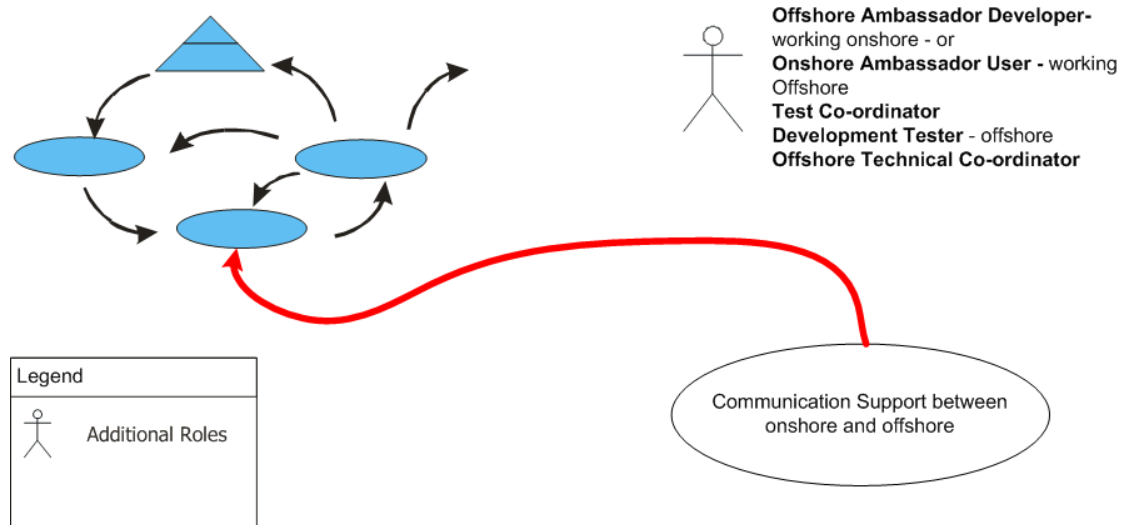 Offshore Ambassador Developer-
working onshore - or
Onshore Ambassador User - working
Offshore
Test Co-ordinator
Development Tester - offshore
Offshore Technical Co-ordinator
Communication Support between
onshore and offshore
Legend
Additional Roles